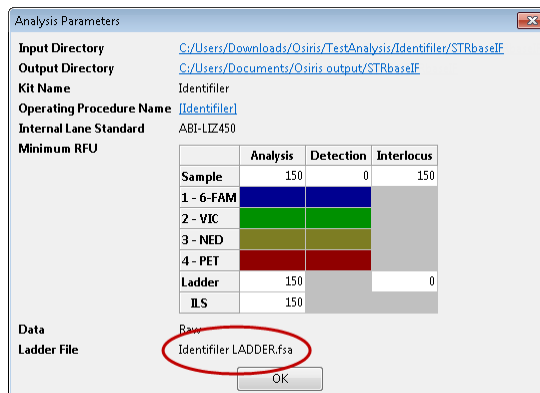 Analysis Parameters
Input Directory C:/Users/Downloads/Osiris/TestAnalysis/Identifiler/STRbaseIF
Output Directory C:/Users/Documents/Osiris output/STRbaseIF
Kit Name Identifiler
Operating Procedure Name [Identifiler]
Internal Lane Standard ABI-LIZ450
Minimum RFU
Analysis Detection Interlocus
Sample 150 0 150
1 - 6-FAM
2 - VIC
3 - NED
4 - PET
Ladder 150 0
ILS 150
Data Raw
Ladder File Identifiler LADDER.fsa
OK